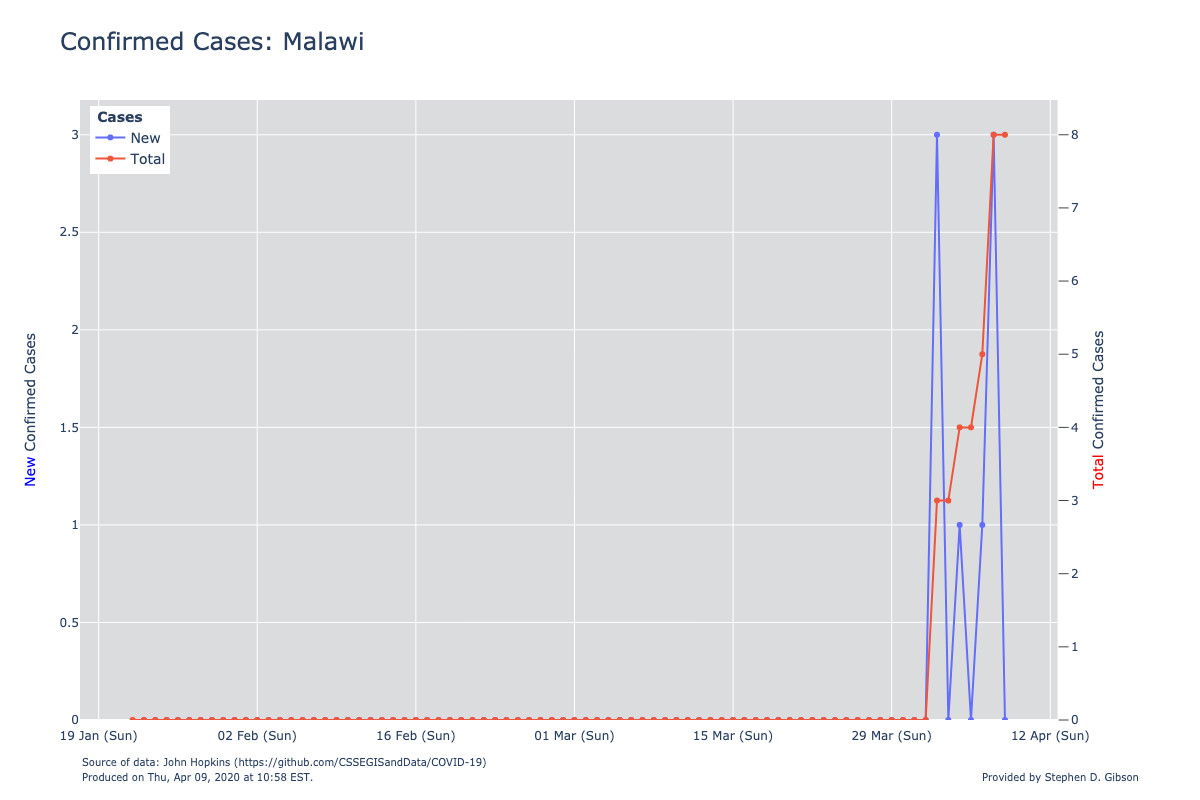 Confirmed Cases: Malawi
Cases
New
Total
3
2.5
2
1.5
1
0.5
0
New Confirmed Cases
8
7
6
5
4
3
2
1
0
Total Confirmed Cases
19 Jan (Sun)
02 Feb (Sun)
16 Feb (Sun)
01 Mar (Sun)
15 Mar (Sun)
29 Mar (Sun)
12 Apr (Sun)
Source of data: John Hopkins (https://github.com/CSSEGISandData/COVID-19)
Produced on Thu, Apr 09, 2020 at 10:58 EST.
Provided by Stephen D. Gibson